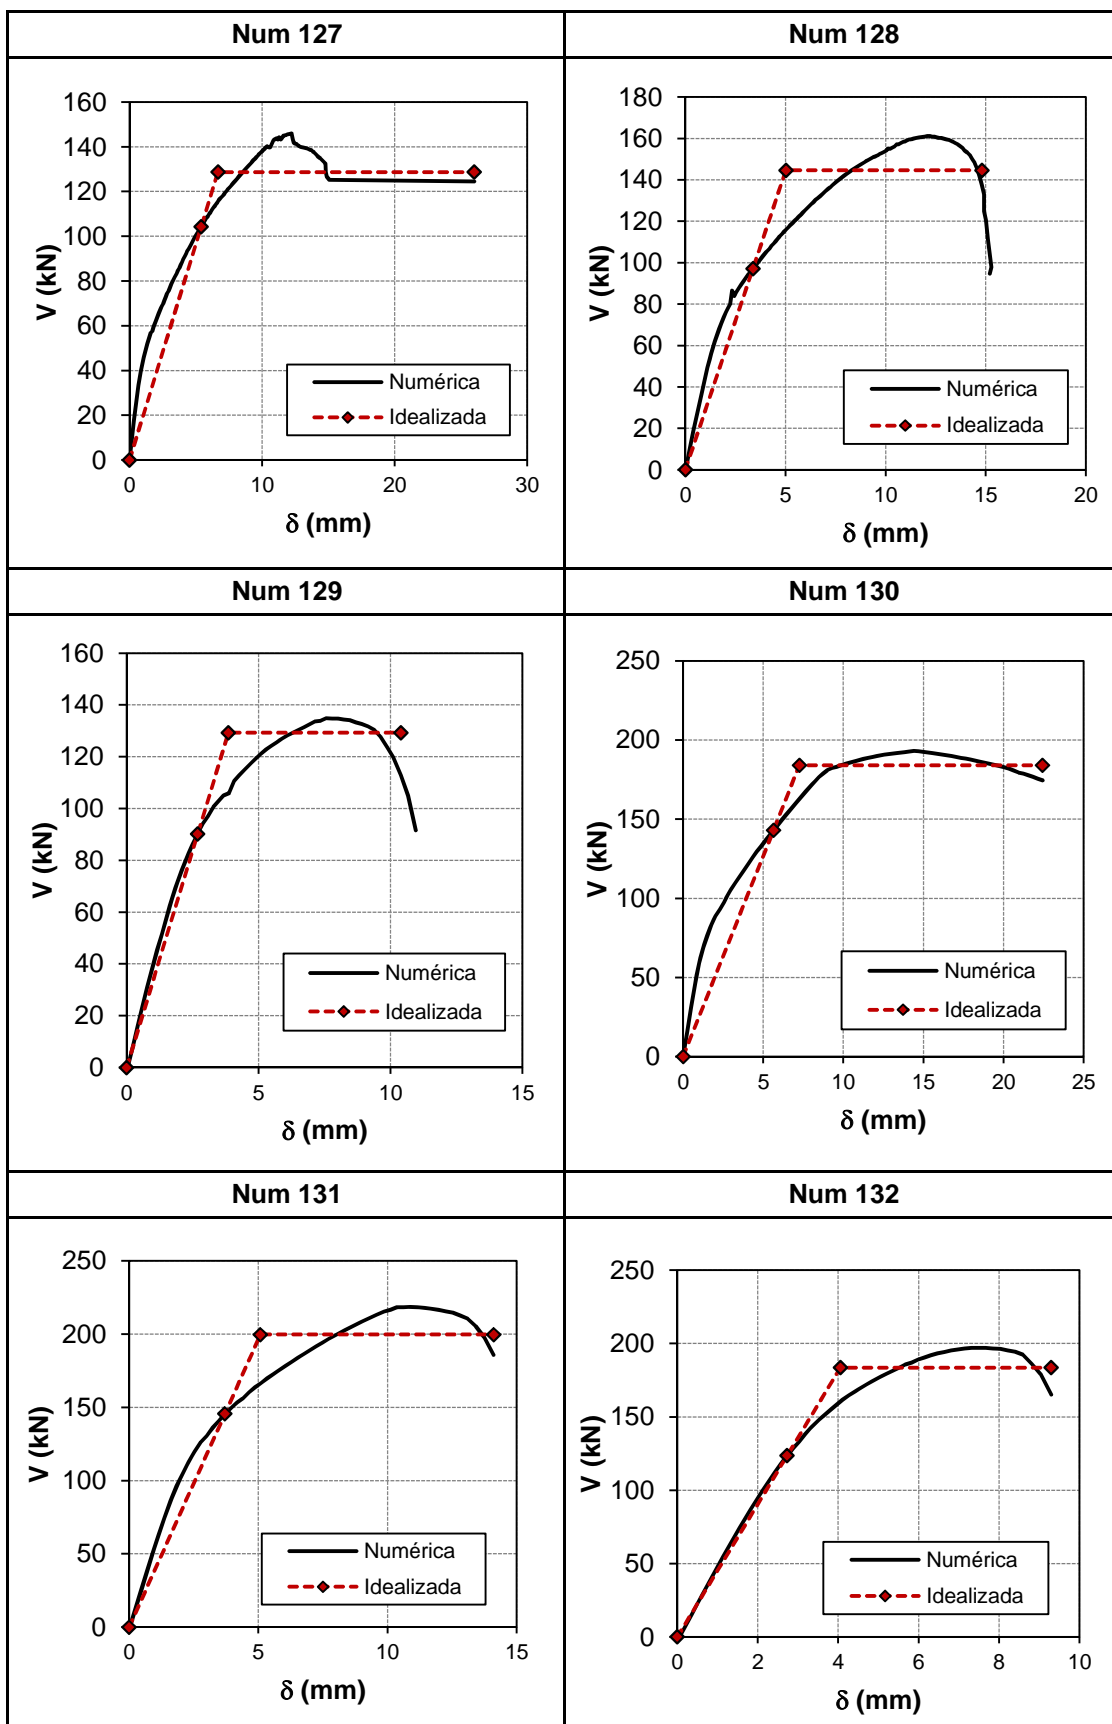 Num 127
Num 128
160
140
120
100
80
60
40
20
0
V (kN)
0
10
20
30
δ (mm)
Numérica
Idealizada
180
160
140
120
100
80
60
40
20
0
V (kN)
0
5
10
15
20
δ (mm)
Numérica
Idealizada
Num 129
Num 130
160
140
120
100
80
60
40
20
0
V (kN)
0
5
10
15
δ (mm)
Numérica
Idealizada
250
200
150
100
50
0
V (kN)
0
5
10
15
20
25
δ (mm)
Numérica
Idealizada
Num 131
Num 132
250
200
150
100
50
0
V (kN)
0
5
10
15
δ (mm)
Numérica
Idealizada
250
200
150
100
50
0
V (kN)
0
2
4
6
8
10
δ (mm)
Numérica
Idealizada